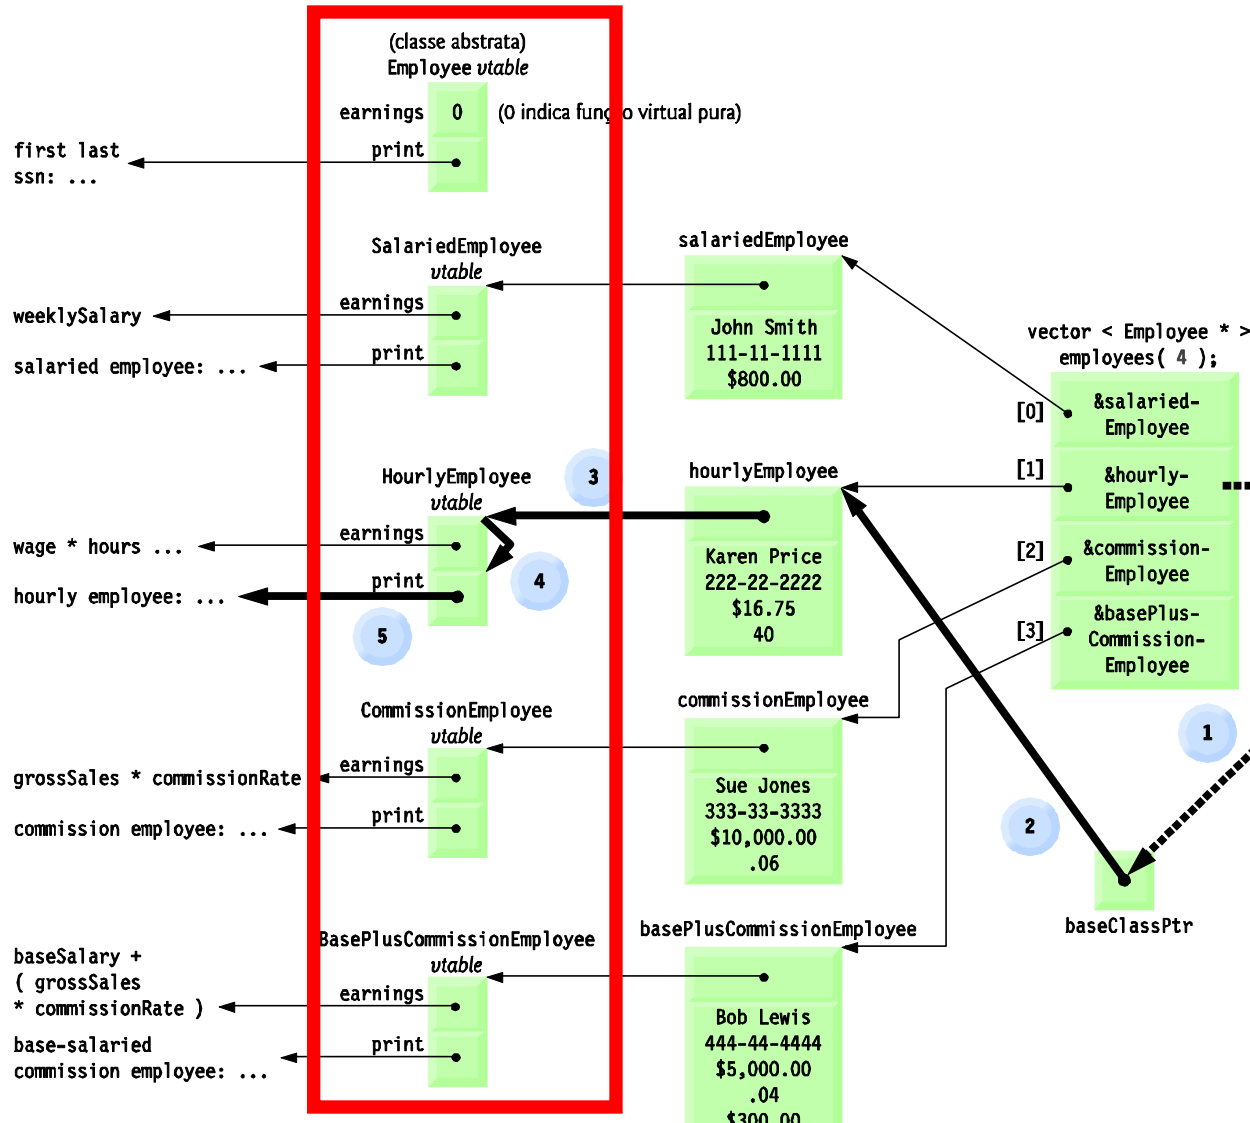 (classe abstrata)
Employee vtable
earnings
0
(0 indica função virtual pura)
print
first last
ssn: ...
SalariedEmployee
vtable
earnings
weeklySalary
print
salaried employee: ...
salariedEmployee
John Smith
111-11-1111
$800.00
vector < Employee * >
employees( 4 );
[0]
&salaried-
Employee
[1]
&hourly-
Employee
[2]
&commission-
Employee
[3]
&basePlus-
Commission-
Employee
HourlyEmployee
vtable
3
earnings
wage * hours ...
4
print
hourly employee: ...
5
hourlyEmployee
Karen Price
222-22-2222
$16.75
40
CommissionEmployee
vtable
earnings
grossSales * commissionRate
print
commission employee: ...
commissionEmployee
Sue Jones
333-33-3333
$10,000.00
.06
1
2
baseClassPtr
BasePlusCommissionEmployee
vtable
baseSalary +
( grossSales
* commissionRate )
earnings
print
base-salaried
commission employee: ...
basePlusCommissionEmployee
Bob Lewis
444-44-4444
$5,000.00
.04
$300.00